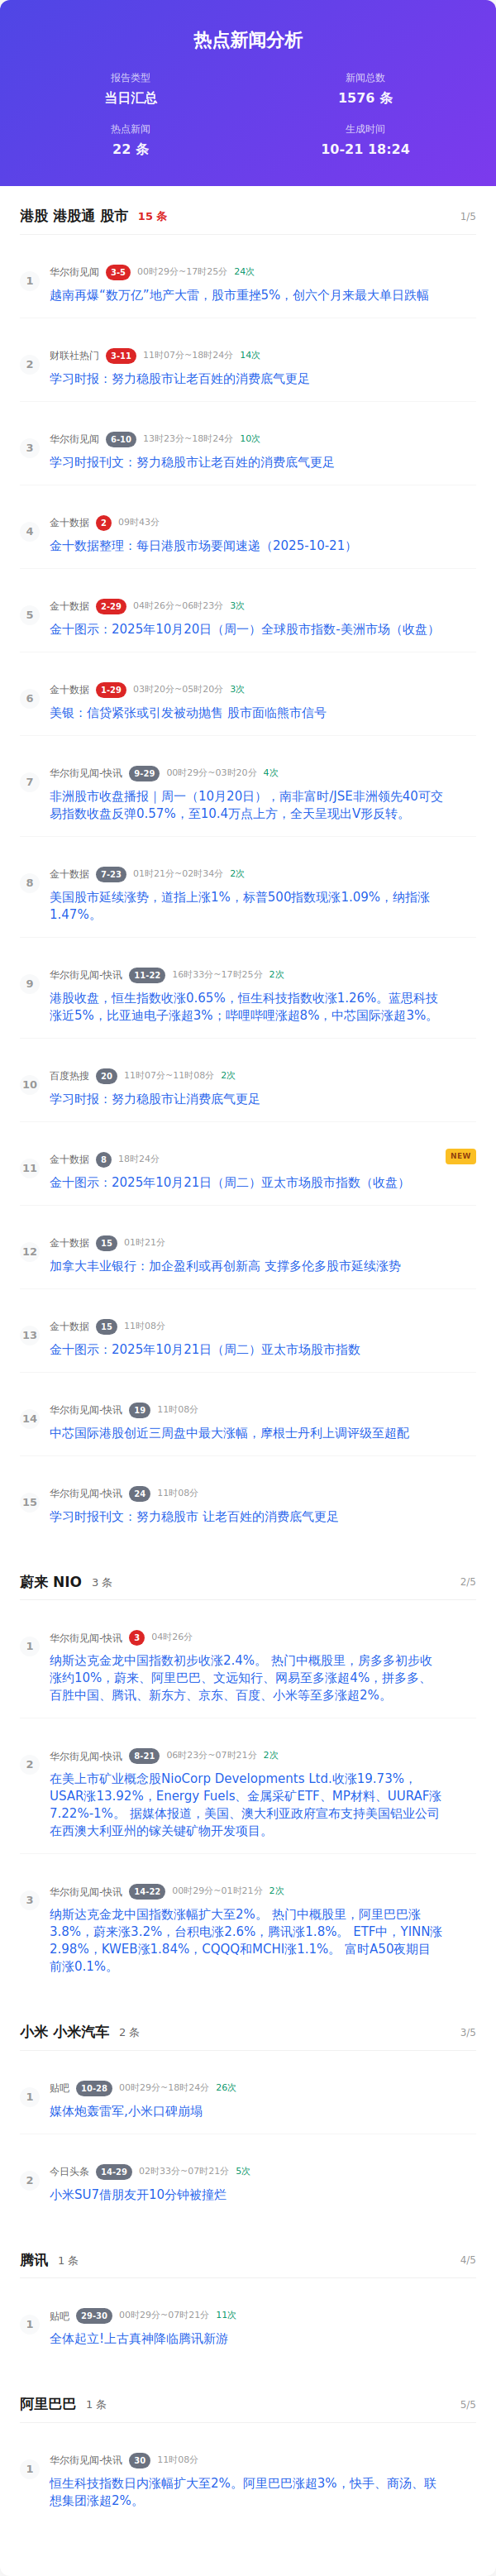 热点新闻分析
报告类型
新闻总数
当日汇总
1576 条
热点新闻
生成时间
22 条
10-21 18:24
港股 港股通 股市 15 条 1/5
1
华尔街见闻 3-5 00时29分~17时25分 24次
越南再爆“数万亿”地产大雷，股市重挫5%，创六个月来最大单日跌幅
2
财联社热门 3-11 11时07分~18时24分 14次
学习时报：努力稳股市让老百姓的消费底气更足
3
华尔街见闻 6-10 13时23分~18时24分 10次
学习时报刊文：努力稳股市让老百姓的消费底气更足
4
金十数据 2 09时43分
金十数据整理：每日港股市场要闻速递（2025-10-21）
5
金十数据 2-29 04时26分~06时23分 3次
金十图示：2025年10月20日（周一）全球股市指数-美洲市场（收盘）
6
金十数据 1-29 03时20分~05时20分 3次
美银：信贷紧张或引发被动抛售 股市面临熊市信号
7
华尔街见闻-快讯 9-29 00时29分~03时20分 4次
非洲股市收盘播报｜周一（10月20日），南非富时/JSE非洲领先40可交
易指数收盘反弹0.57%，至10.4万点上方，全天呈现出V形反转。
8
金十数据 7-23 01时21分~02时34分 2次
美国股市延续涨势，道指上涨1%，标普500指数现涨1.09%，纳指涨
1.47%。
9
华尔街见闻-快讯 11-22 16时33分~17时25分 2次
港股收盘，恒生指数收涨0.65%，恒生科技指数收涨1.26%。蓝思科技
涨近5%，比亚迪电子涨超3%；哔哩哔哩涨超8%，中芯国际涨超3%。
10
百度热搜 20 11时07分~11时08分 2次
学习时报：努力稳股市让消费底气更足
11
金十数据 8 18时24分 NEW
金十图示：2025年10月21日（周二）亚太市场股市指数（收盘）
12
金十数据 15 01时21分
加拿大丰业银行：加企盈利或再创新高 支撑多伦多股市延续涨势
13
金十数据 15 11时08分
金十图示：2025年10月21日（周二）亚太市场股市指数
14
华尔街见闻-快讯 19 11时08分
中芯国际港股创近三周盘中最大涨幅，摩根士丹利上调评级至超配
15
华尔街见闻-快讯 24 11时08分
学习时报刊文：努力稳股市 让老百姓的消费底气更足
蔚来 NIO 3 条 2/5
1
华尔街见闻-快讯 3 04时26分
纳斯达克金龙中国指数初步收涨2.4%。 热门中概股里，房多多初步收
涨约10%，蔚来、阿里巴巴、文远知行、网易至多涨超4%，拼多多、
百胜中国、腾讯、新东方、京东、百度、小米等至多涨超2%。
2
华尔街见闻-快讯 8-21 06时23分~07时21分 2次
在美上市矿业概念股NioCorp Developments Ltd.收涨19.73%，
USAR涨13.92%，Energy Fuels、金属采矿ETF、MP材料、UURAF涨
7.22%-1%。 据媒体报道，美国、澳大利亚政府宣布支持美国铝业公司
在西澳大利亚州的镓关键矿物开发项目。
3
华尔街见闻-快讯 14-22 00时29分~01时21分 2次
纳斯达克金龙中国指数涨幅扩大至2%。 热门中概股里，阿里巴巴涨
3.8%，蔚来涨3.2%，台积电涨2.6%，腾讯涨1.8%。 ETF中，YINN涨
2.98%，KWEB涨1.84%，CQQQ和MCHI涨1.1%。 富时A50夜期目
前涨0.1%。
小米 小米汽车 2 条 3/5
1
贴吧 10-28 00时29分~18时24分 26次
媒体炮轰雷军,小米口碑崩塌
2
今日头条 14-29 02时33分~07时21分 5次
小米SU7借朋友开10分钟被撞烂
腾讯 1 条 4/5
1
贴吧 29-30 00时29分~07时21分 11次
全体起立!上古真神降临腾讯新游
阿里巴巴 1 条 5/5
1
华尔街见闻-快讯 30 11时08分
恒生科技指数日内涨幅扩大至2%。阿里巴巴涨超3%，快手、商汤、联
想集团涨超2%。